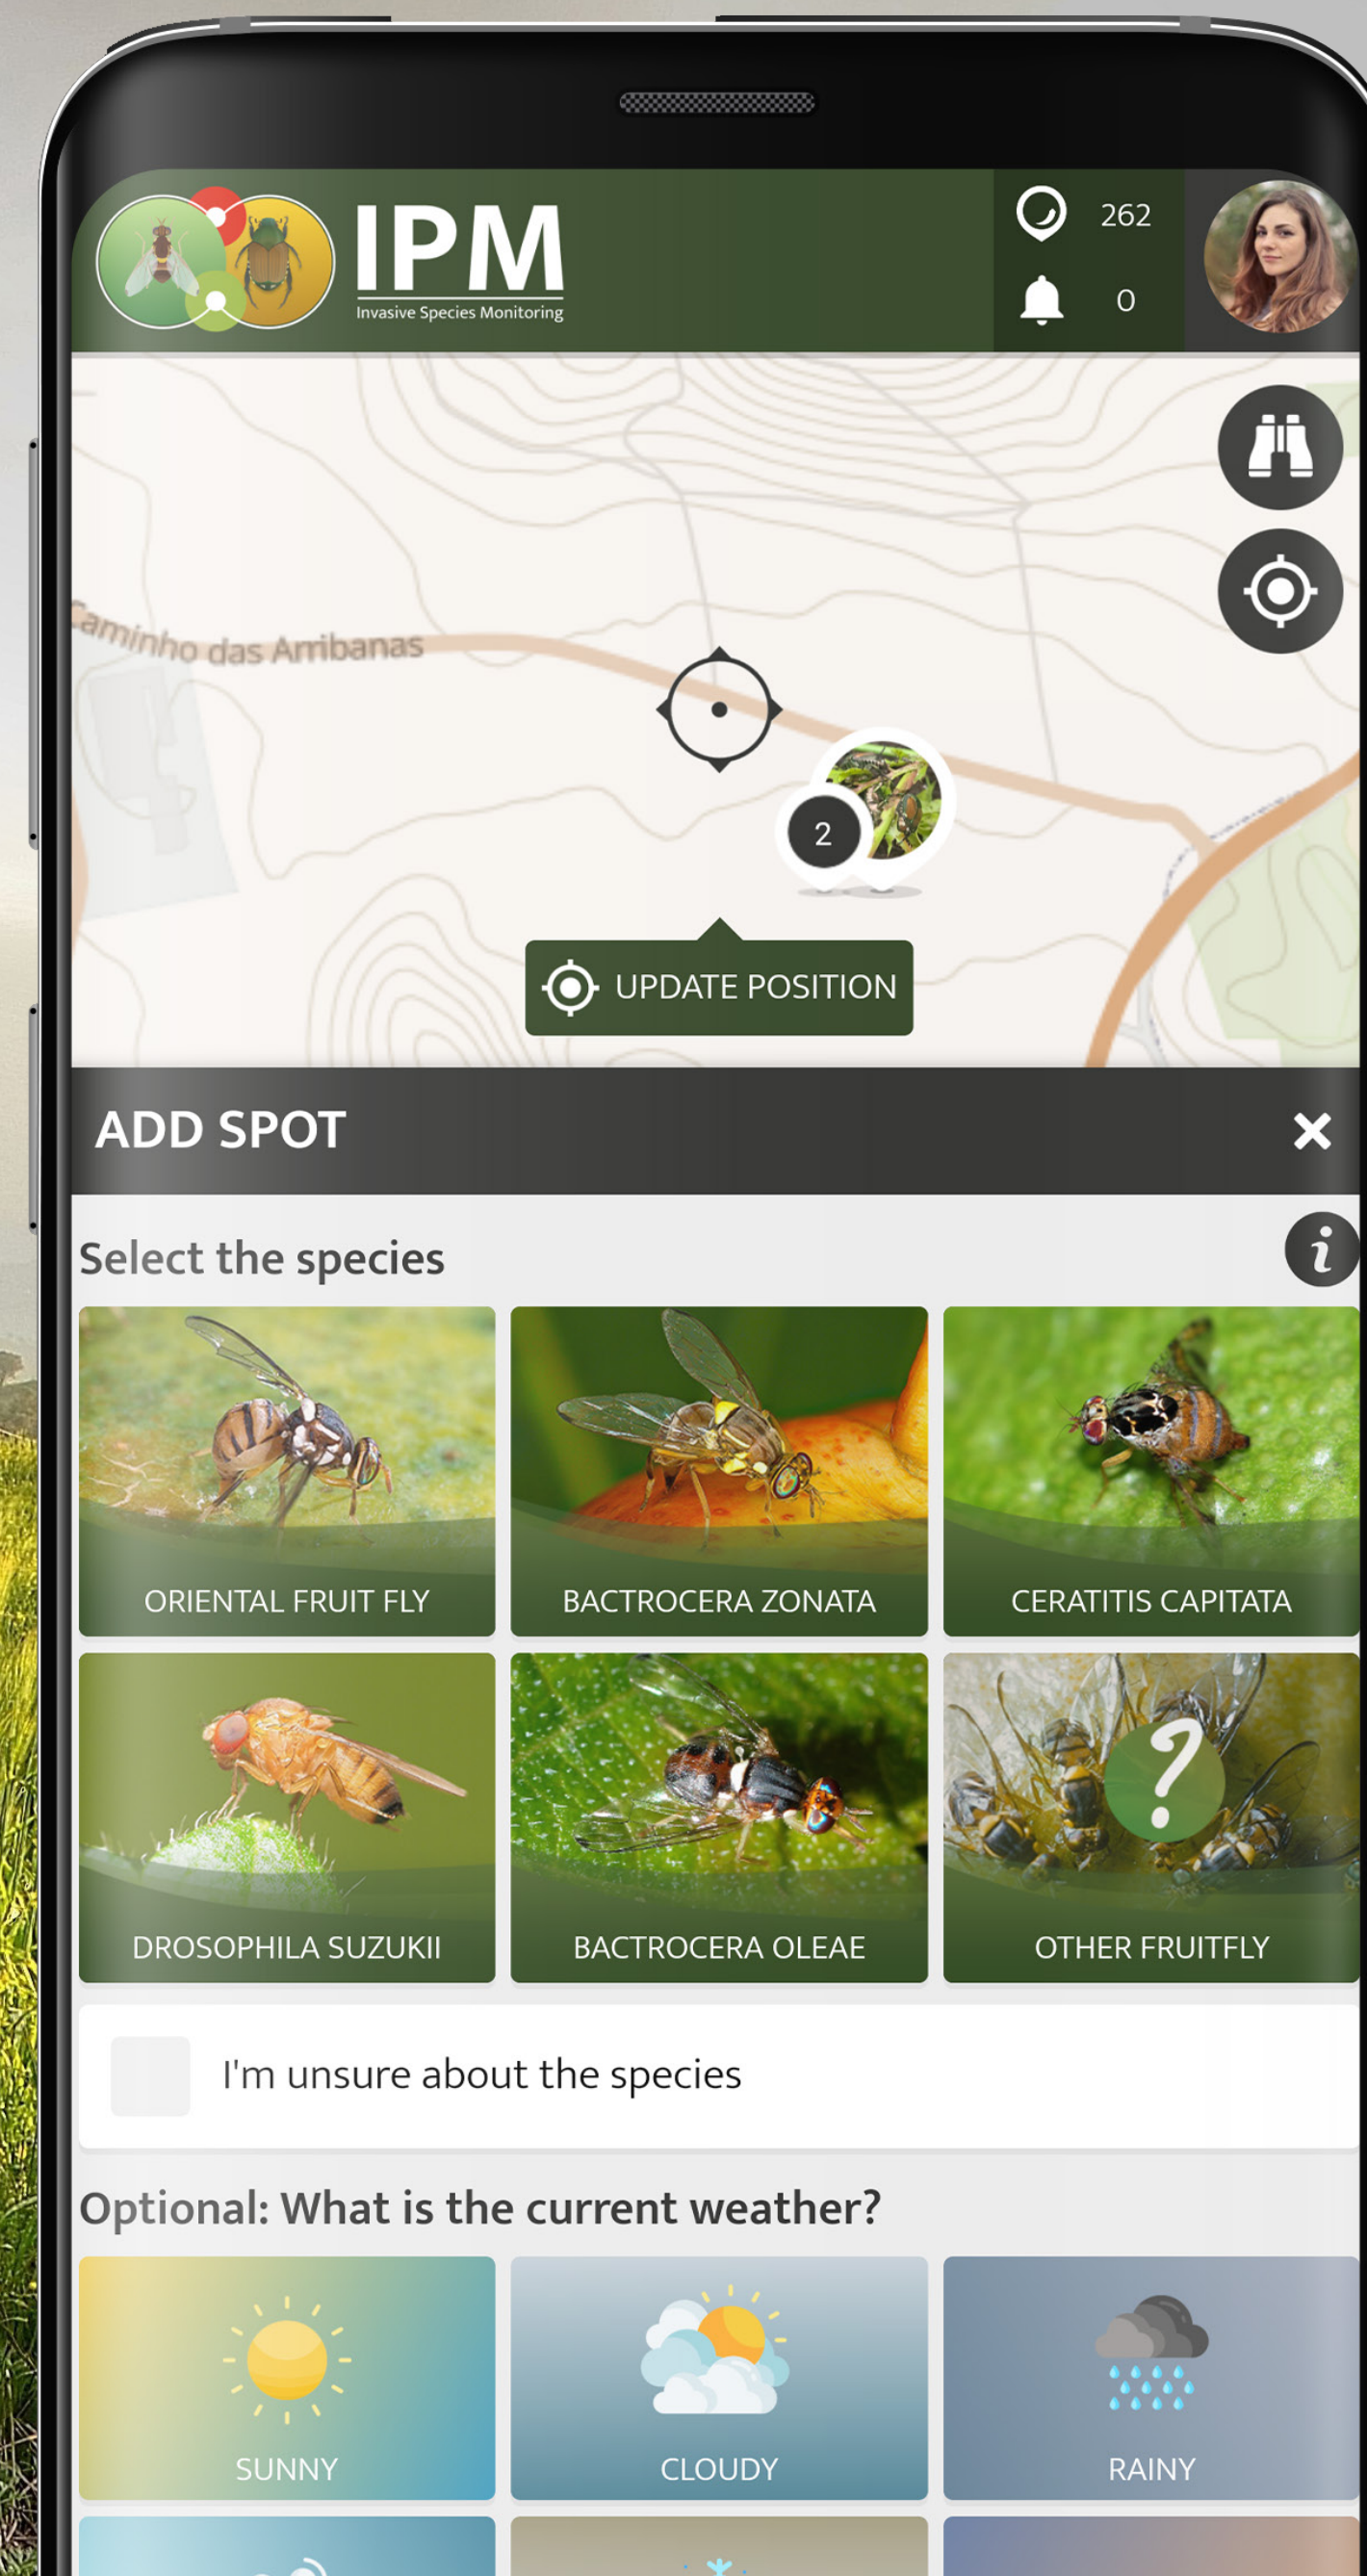 IPM
Invasive Species Monitoring
262
0
Caminho das Arribanas
2
UPDATE POSITION
ADD SPOT
Select the species
i
ORIENTAL FRUIT FLY
BACTROCERA ZONATA
CERATITIS CAPITATA
?
DROSOPHILA SUZUKII
BACTROCERA OLEAE
OTHER FRUITFLY
I'm unsure about the species
Optional: What is the current weather?
SUNNY
CLOUDY
RAINY